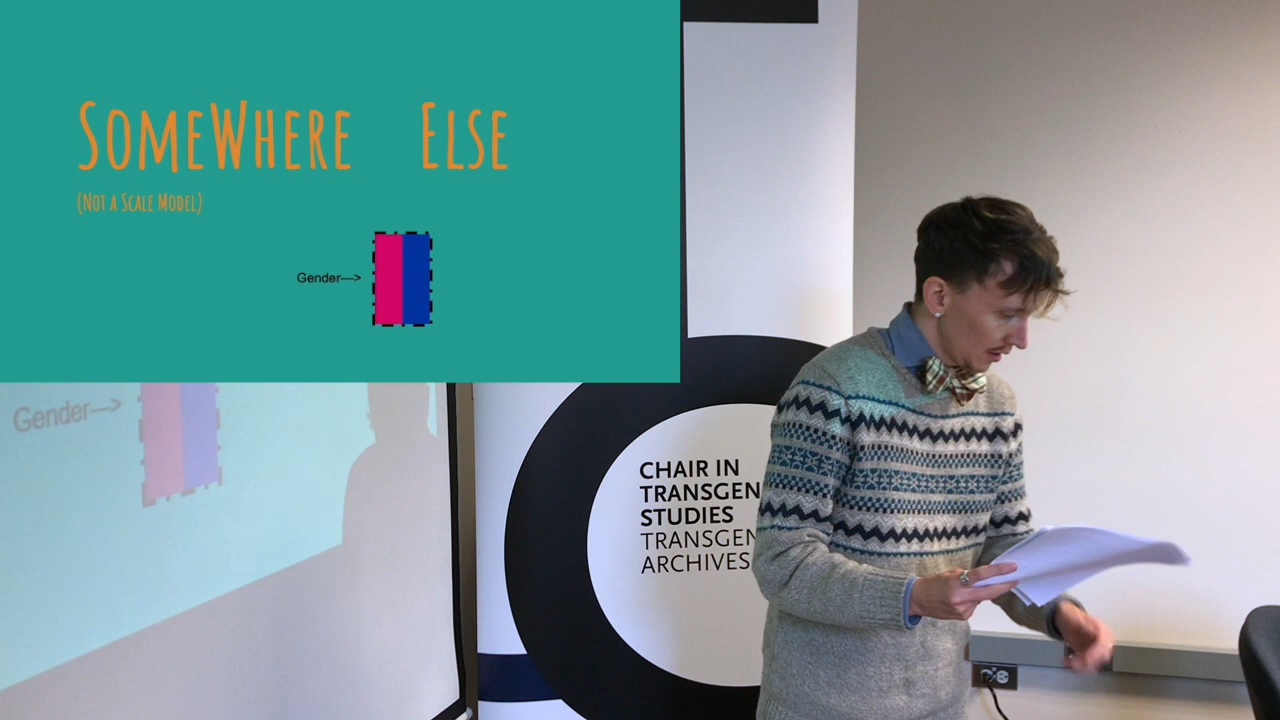 SomeWhere Else
(Not a Scale Model)
Gender—>
Gender—>
CHAIR IN
TRANSGEN
STUDIES
TRANSGEN
ARCHIVES